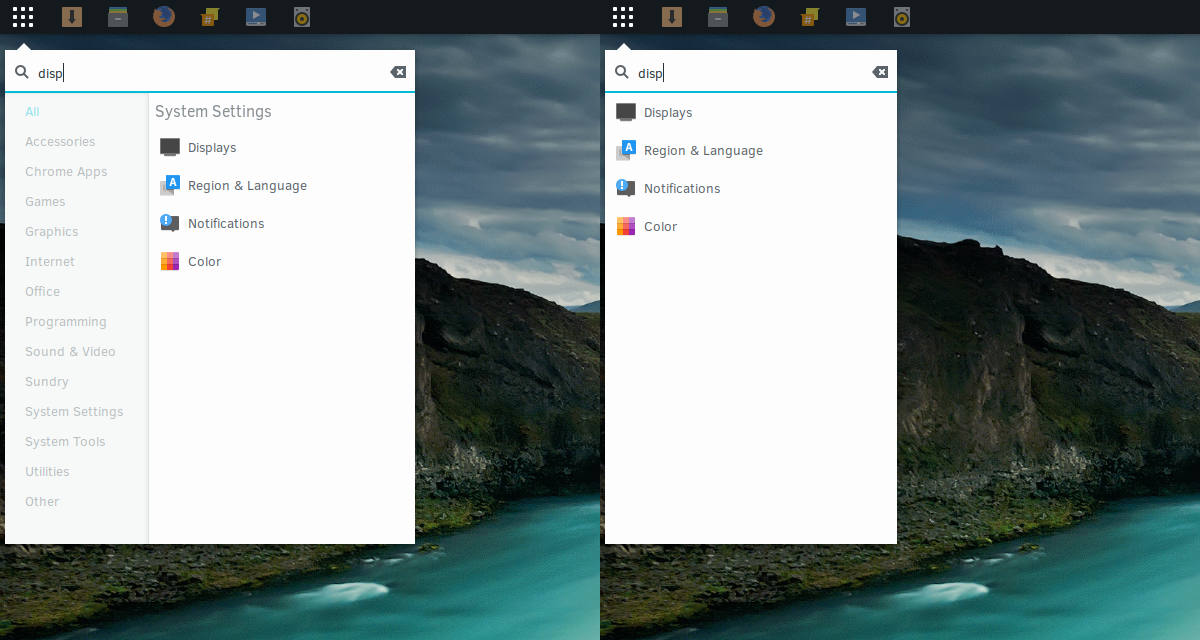 disp
All
Accessories
Chrome Apps
Games
Graphics
Internet
Office
Programming
Sound & Video
Sundry
System Settings
System Tools
Utilities
Other
System Settings
Displays
Region & Language
Notifications
Color
disp
Displays
Region & Language
Notifications
Color